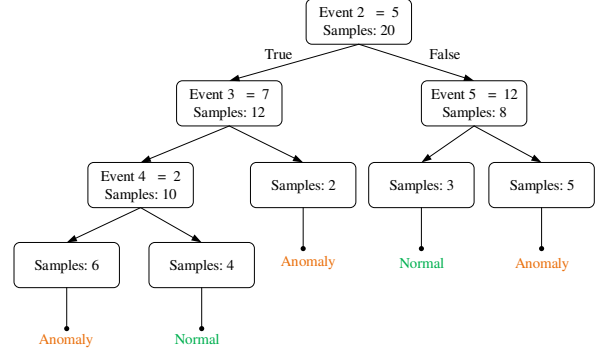 Event 2 = 5
Samples: 20
True
False
Event 3 = 7
Samples: 12
Event 5 = 12
Samples: 8
Event 4 = 2
Samples: 10
Samples: 2
Samples: 3
Samples: 5
Anomaly
Normal
Anomaly
Samples: 6
Samples: 4
Anomaly
Normal